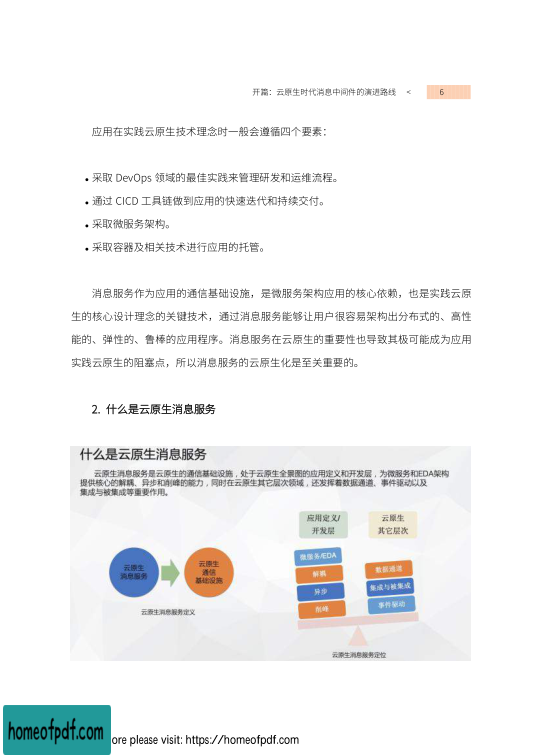 开篇：云原生时代消息中间件的演进路线 < 6
应用在实践云原生技术理念时一般会遵循四个要素：
• 采取 DevOps 领域的最佳实践来管理研发和运维流程。
• 通过 CICD 工具链做到应用的快速迭代和持续交付。
• 采取微服务架构。
• 采取容器及相关技术进行应用的托管。
消息服务作为应用的通信基础设施，是微服务架构应用的核心依赖，也是实践云原
生的核心设计理念的关键技术，通过消息服务能够让用户很容易架构出分布式的、高性
能的、弹性的、鲁棒的应用程序。消息服务在云原生的重要性也导致其极可能成为应用
实践云原生的阻塞点，所以消息服务的云原生化是至关重要的。
2. 什么是云原生消息服务
什么是云原生消息服务
云原生消息服务是云原生的通信基础设施，处于云原生全景图的应用定义和开发层，为微服务和EDA架构
提供核心的解耦、异步和削峰的能力，同时在云原生其它层次领域，还发挥着数据通道、事件驱动以及
集成与被集成等重要作用。
云原生
消息服务
云原生
通信
基础设施
云原生消息服务定义
应用定义/
开发层
云原生
其它层次
微服务/EDA
解耦
异步
削峰
数据通道
集成与被集成
事件驱动
云原生消息服务定位
homeofpdf.com
ore please visit: https://homeofpdf.com